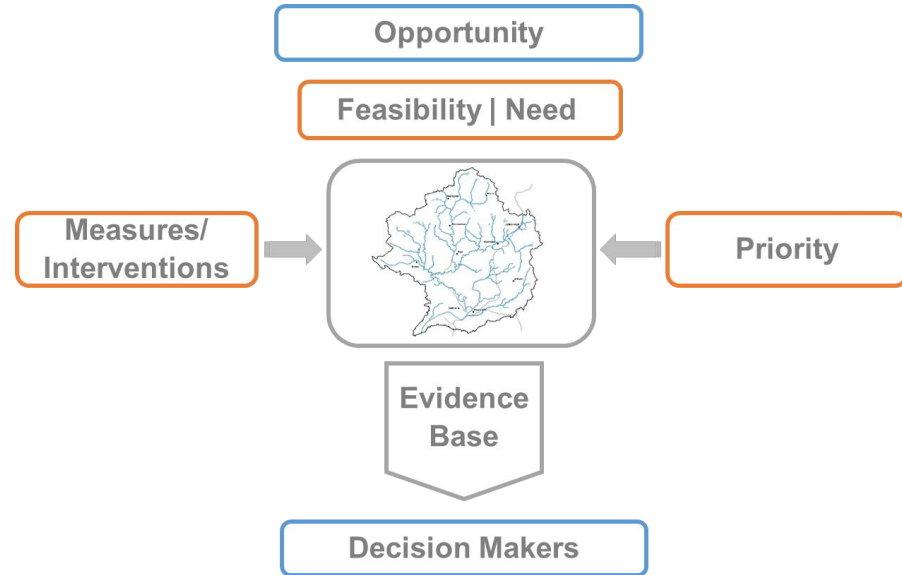 Opportunity
Feasibility | Need
Measures/
Interventions
Priority
Evidence
Base
Decision Makers